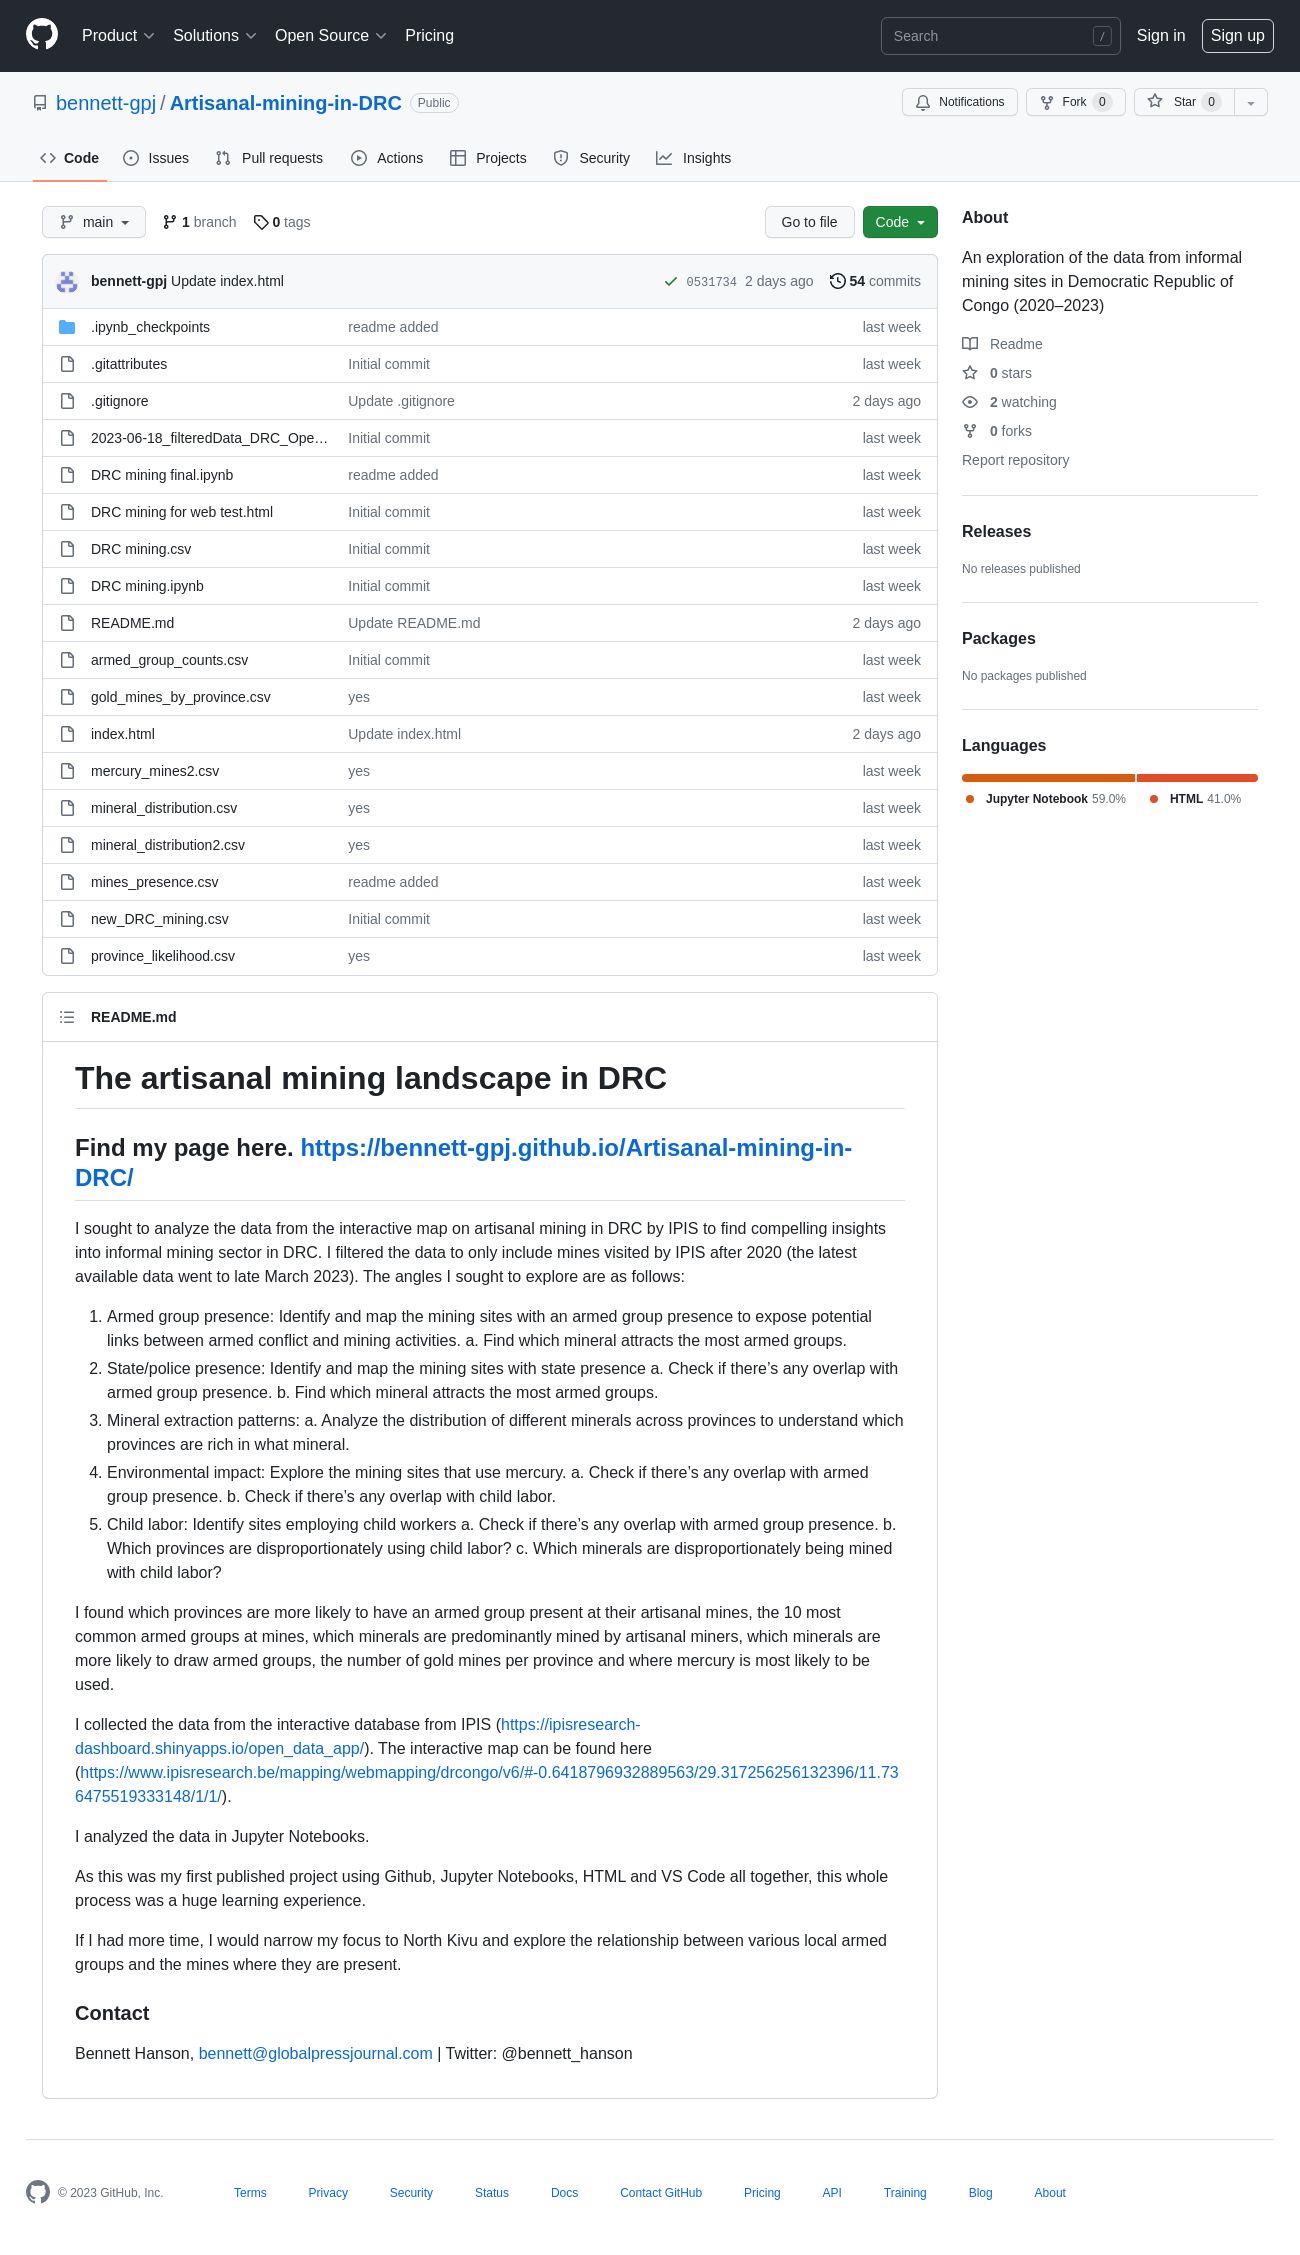 Product Solutions Open Source Pricing Search / Sign in Sign up
bennett-gpj / Artisanal-mining-in-DRC Public Notifications Fork 0 Star 0
Code Issues Pull requests Actions Projects Security Insights
main 1 branch 0 tags Go to file Code
bennett-gpj Update index.html 0531734 2 days ago 54 commits
.ipynb_checkpoints readme added last week
.gitattributes Initial commit last week
.gitignore Update .gitignore 2 days ago
2023-06-18_filteredData_DRC_Ope… Initial commit last week
DRC mining final.ipynb readme added last week
DRC mining for web test.html Initial commit last week
DRC mining.csv Initial commit last week
DRC mining.ipynb Initial commit last week
README.md Update README.md 2 days ago
armed_group_counts.csv Initial commit last week
gold_mines_by_province.csv yes last week
index.html Update index.html 2 days ago
mercury_mines2.csv yes last week
mineral_distribution.csv yes last week
mineral_distribution2.csv yes last week
mines_presence.csv readme added last week
new_DRC_mining.csv Initial commit last week
province_likelihood.csv yes last week
README.md
The artisanal mining landscape in DRC
Find my page here. https://bennett-gpj.github.io/Artisanal-mining-in-
DRC/
I sought to analyze the data from the interactive map on artisanal mining in DRC by IPIS to find compelling insights
into informal mining sector in DRC. I filtered the data to only include mines visited by IPIS after 2020 (the latest
available data went to late March 2023). The angles I sought to explore are as follows:
1. Armed group presence: Identify and map the mining sites with an armed group presence to expose potential
links between armed conflict and mining activities. a. Find which mineral attracts the most armed groups.
2. State/police presence: Identify and map the mining sites with state presence a. Check if there’s any overlap with
armed group presence. b. Find which mineral attracts the most armed groups.
3. Mineral extraction patterns: a. Analyze the distribution of different minerals across provinces to understand which
provinces are rich in what mineral.
4. Environmental impact: Explore the mining sites that use mercury. a. Check if there’s any overlap with armed
group presence. b. Check if there’s any overlap with child labor.
5. Child labor: Identify sites employing child workers a. Check if there’s any overlap with armed group presence. b.
Which provinces are disproportionately using child labor? c. Which minerals are disproportionately being mined
with child labor?
I found which provinces are more likely to have an armed group present at their artisanal mines, the 10 most
common armed groups at mines, which minerals are predominantly mined by artisanal miners, which minerals are
more likely to draw armed groups, the number of gold mines per province and where mercury is most likely to be
used.
I collected the data from the interactive database from IPIS (https://ipisresearch-
dashboard.shinyapps.io/open_data_app/). The interactive map can be found here
(https://www.ipisresearch.be/mapping/webmapping/drcongo/v6/#-0.6418796932889563/29.317256256132396/11.73
6475519333148/1/1/).
I analyzed the data in Jupyter Notebooks.
As this was my first published project using Github, Jupyter Notebooks, HTML and VS Code all together, this whole
process was a huge learning experience.
If I had more time, I would narrow my focus to North Kivu and explore the relationship between various local armed
groups and the mines where they are present.
Contact
Bennett Hanson, bennett@globalpressjournal.com | Twitter: @bennett_hanson
About
An exploration of the data from informal
mining sites in Democratic Republic of
Congo (2020–2023)
Readme
0 stars
2 watching
0 forks
Report repository
Releases
No releases published
Packages
No packages published
Languages
Jupyter Notebook 59.0% HTML 41.0%
© 2023 GitHub, Inc. Terms Privacy Security Status Docs Contact GitHub Pricing API Training Blog About